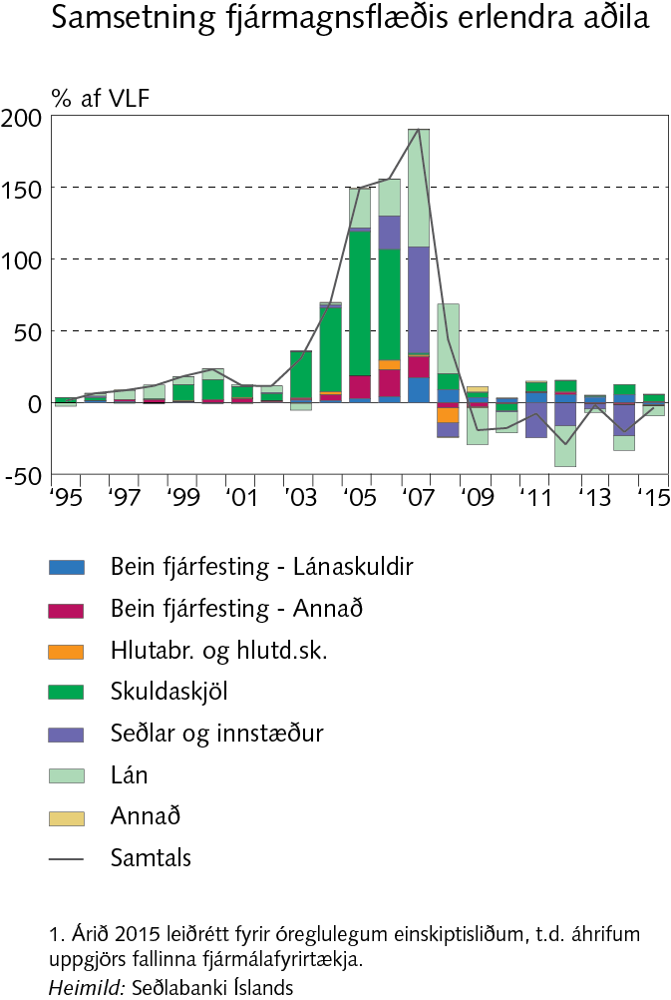 Samsetning fjármagnsflæðis erlendra aðila
% af VLF
200
150
100
50
0
-50
‘95 ‘97 ‘99 ‘01 ‘03 ‘05 ‘07 ‘09 ‘11 ‘13 ‘15
Bein fjárfesting - Lánaskuldir
Bein fjárfesting - Annað
Hlutabr. og hlutd.sk.
Skuldaskjöl
Seðlar og innstæður
Lán
Annað
Samtals
1. Árið 2015 leiðrétt fyrir óreglulegum einskiptisliðum, t.d. áhrifum
uppgjörs fallinna fjármálafyrirtækja.
Heimild: Seðlabanki Íslands